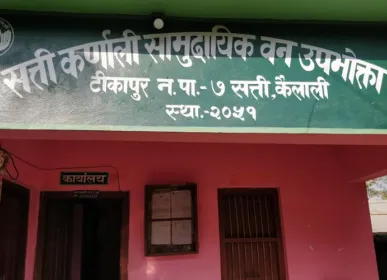 सत्ती कर्णाली सामुदायिक वन उपभोक्ता
टीकापुर न.पा.- ७ सत्ती, कैलाली
स्था.-२०५१
कार्यालय